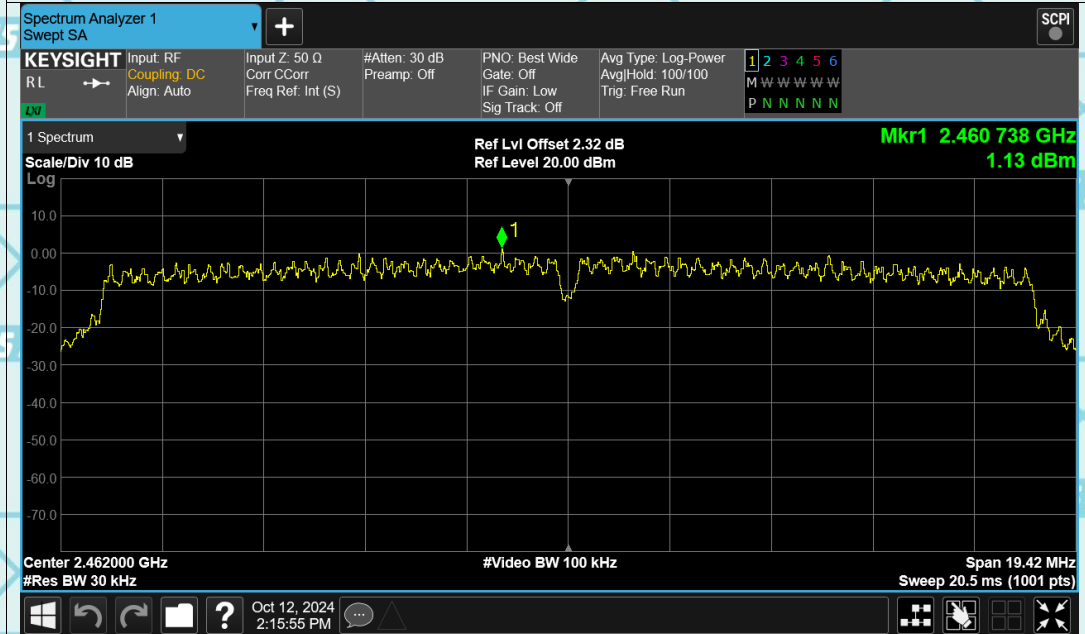 Spectrum Analyzer 1
Swept SA
+
SCPI
KEYSIGHT
R L
LXI
Input: RF
Coupling: DC
Align: Auto
Input Z: 50 Ω
Corr CCorr
Freq Ref: Int (S)
#Atten: 30 dB
Preamp: Off
PNO: Best Wide
Gate: Off
IF Gain: Low
Sig Track: Off
Avg Type: Log-Power
Avg|Hold: 100/100
Trig: Free Run
1 2 3 4 5 6
M W W W W W
P N N N N N
1 Spectrum
Scale/Div 10 dB
Log
Ref Lvl Offset 2.32 dB
Ref Level 20.00 dBm
Mkr1 2.460 738 GHz
1.13 dBm
1
10.0
0.00
-10.0
-20.0
-30.0
-40.0
-50.0
-60.0
-70.0
Center 2.462000 GHz
#Res BW 30 kHz
#Video BW 100 kHz
Span 19.42 MHz
Sweep 20.5 ms (1001 pts)
?
Oct 12, 2024
2:15:55 PM